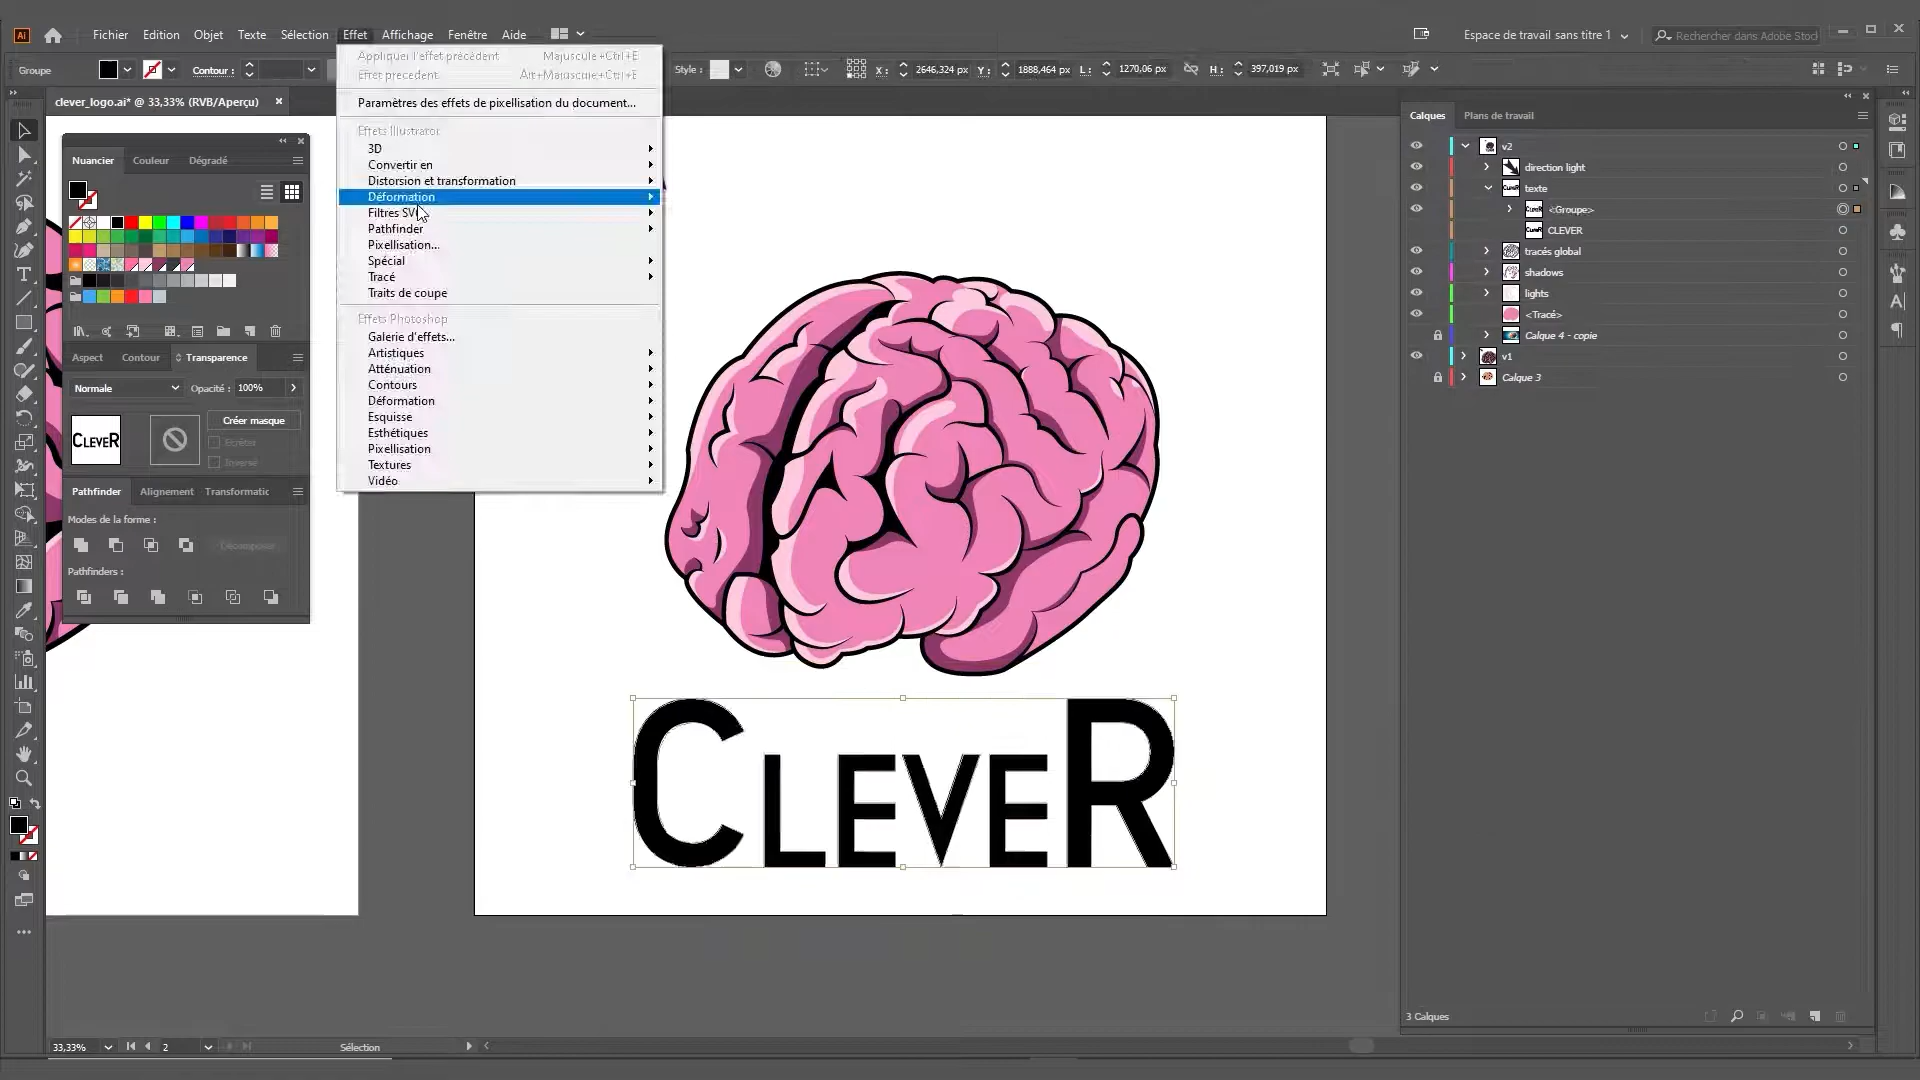 Ai Fichier Edition Objet Texte Sélection Effet Affichage Fenêtre Aide Espace de travail sans titre 1 Rechercher dans Adobe Stoc
Groupe Contour : Style : X : 2646,324 px Y : 1888,464 px L : 1270,06 px H : 397,019 px
clever_logo.ai* @ 33,33% (RVB/Aperçu)
Appliquer l'effet précédent Majuscule+Ctrl+E
Effet précédent Alt+Majuscule+Ctrl+E
Paramètres des effets de pixellisation du document...
Effets Illustrator
3D
Convertir en
Distorsion et transformation
Déformation
Filtres SV
Pathfinder
Pixellisation...
Spécial
Tracé
Traits de coupe
Effets Photoshop
Galerie d'effets...
Artistiques
Atténuation
Contours
Déformation
Esquisse
Esthétiques
Pixellisation
Textures
Vidéo
Nuancier Couleur Dégradé
Aspect Contour Transparence
Normale Opacité : 100%
Créer masque
CLEVER
Ecrêter
Inversé
Pathfinder Alignement Transformatic
Modes de la forme :
Décomposer
Pathfinders :
CLEVER
Calques Plans de travail
v2
direction light
texte
<Groupe>
CLEVER
tracés global
shadows
lights
<Tracé>
Calque 4 - copie
v1
Calque 3
3 Calques
33,33% 2 Sélection